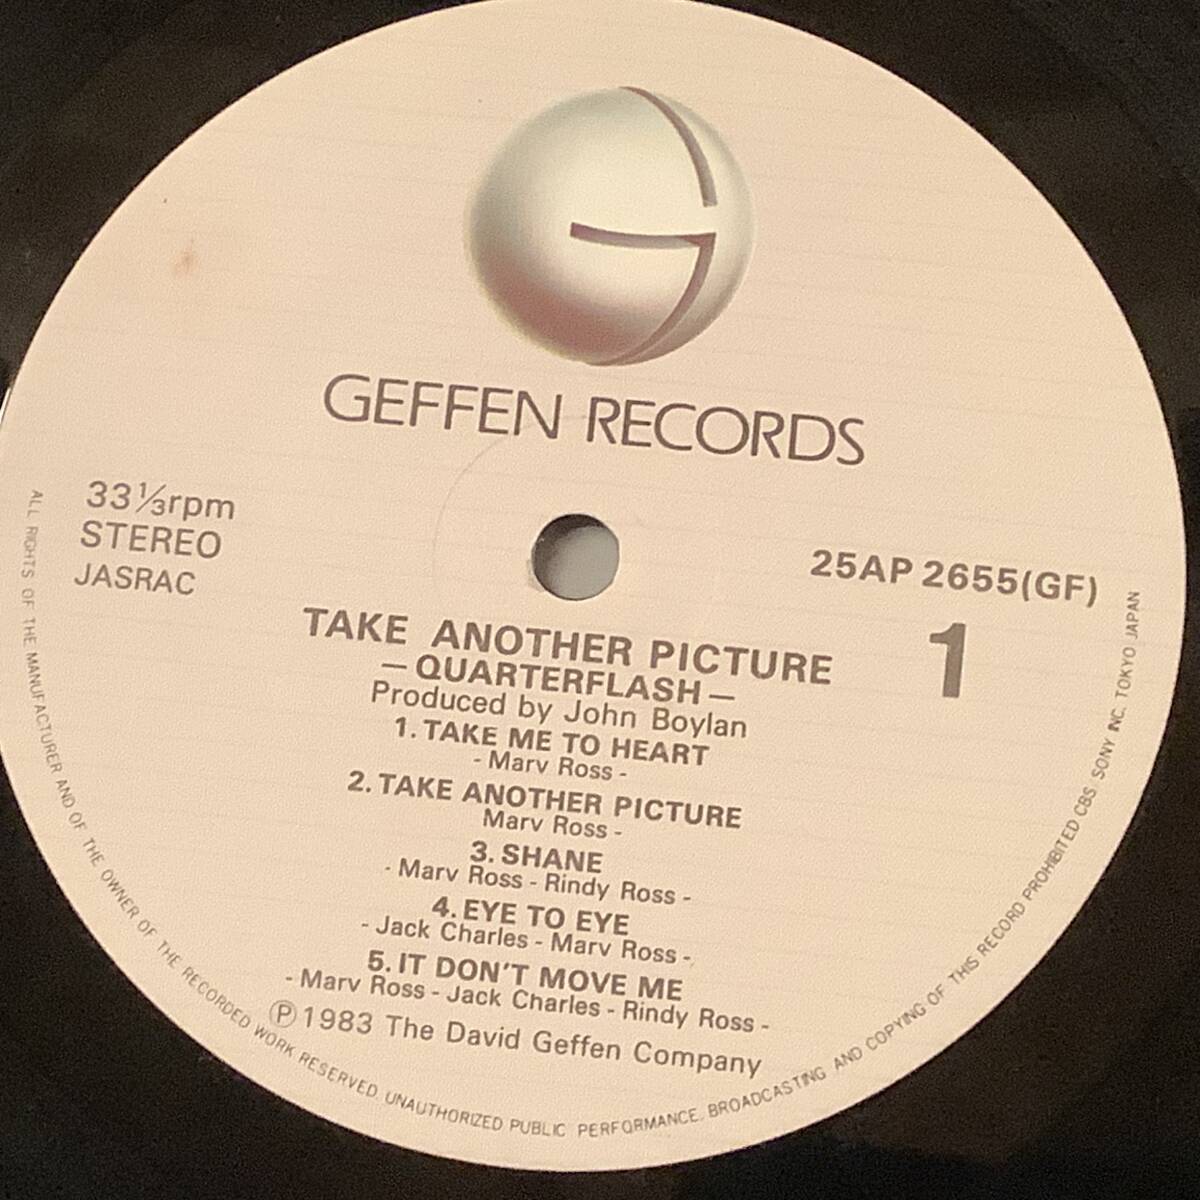 GEFFEN RECORDS
33⅓rpm
STEREO
JASRAC
25AP 2655(GF)
1
TAKE ANOTHER PICTURE
—QUARTERFLASH—
Produced by John Boylan
1. TAKE ME TO HEART
- Marv Ross -
2. TAKE ANOTHER PICTURE
Marv Ross -
3. SHANE
- Marv Ross - Rindy Ross -
4. EYE TO EYE
- Jack Charles - Marv Ross -
5. IT DON'T MOVE ME
- Marv Ross - Jack Charles - Rindy Ross -
Ⓟ1983 The David Geffen Company
ALL RIGHTS OF THE MANUFACTURER AND OF THE OWNER OF THE RECORDED WORK RESERVED. UNAUTHORIZED PUBLIC PERFORMANCE, BROADCASTING AND COPYING OF THIS RECORD PROHIBITED CBS/SONY INC. TOKYO JAPAN